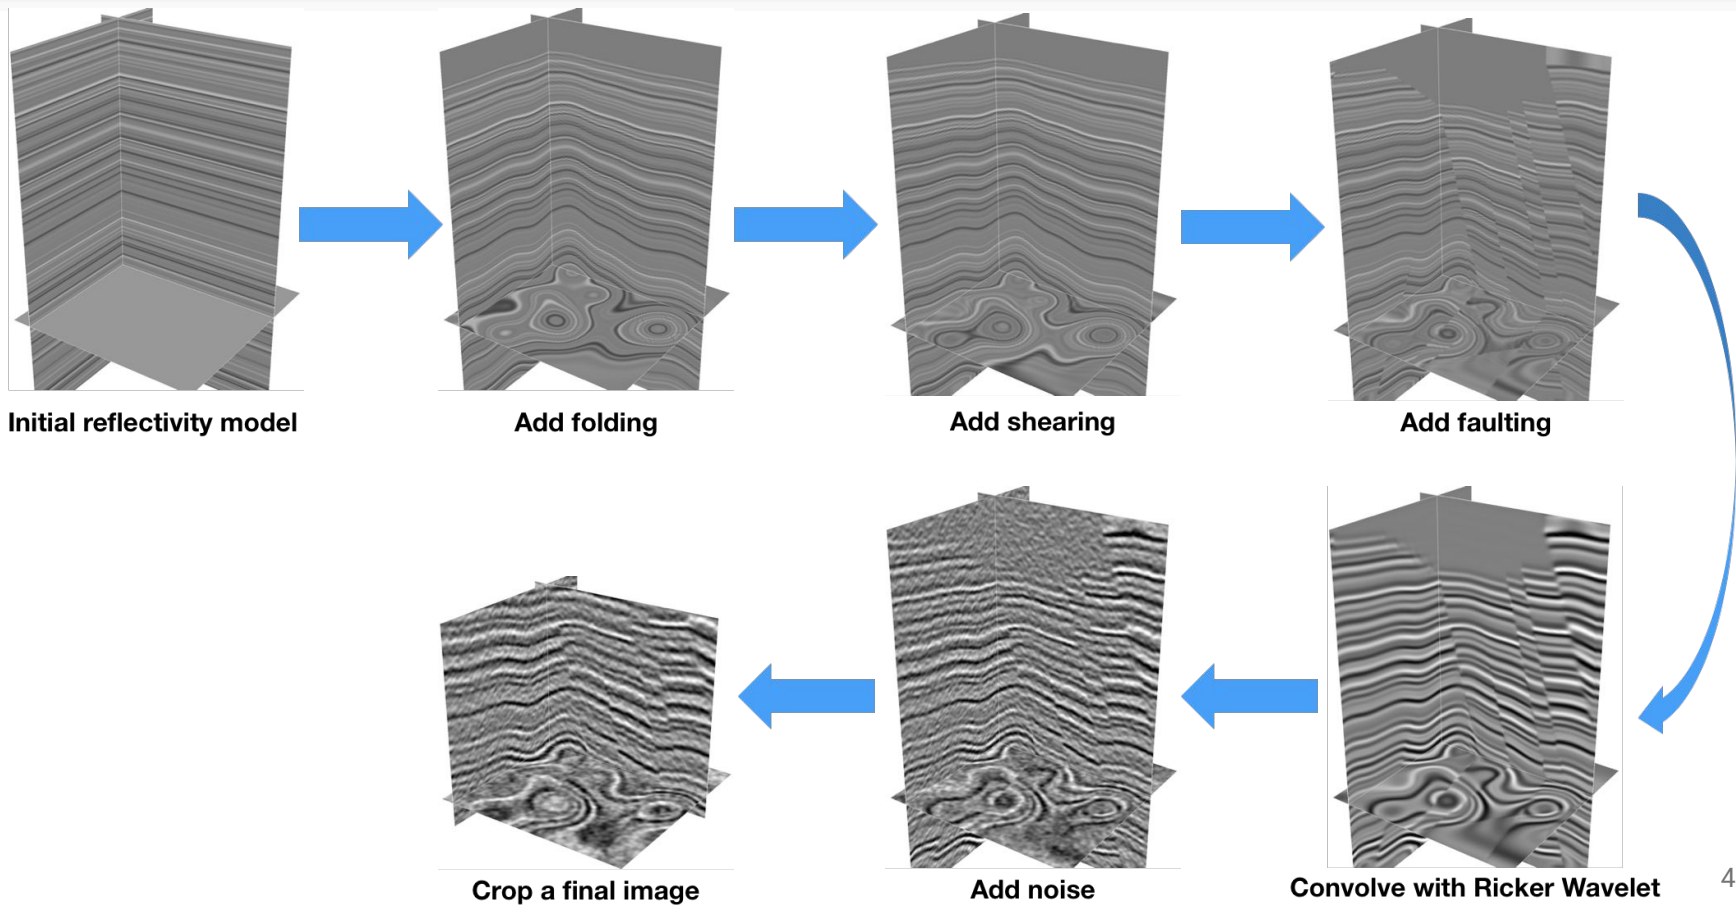 Initial reflectivity model
Add folding
Add shearing
Add faulting
Crop a final image
Add noise
Convolve with Ricker Wavelet
4